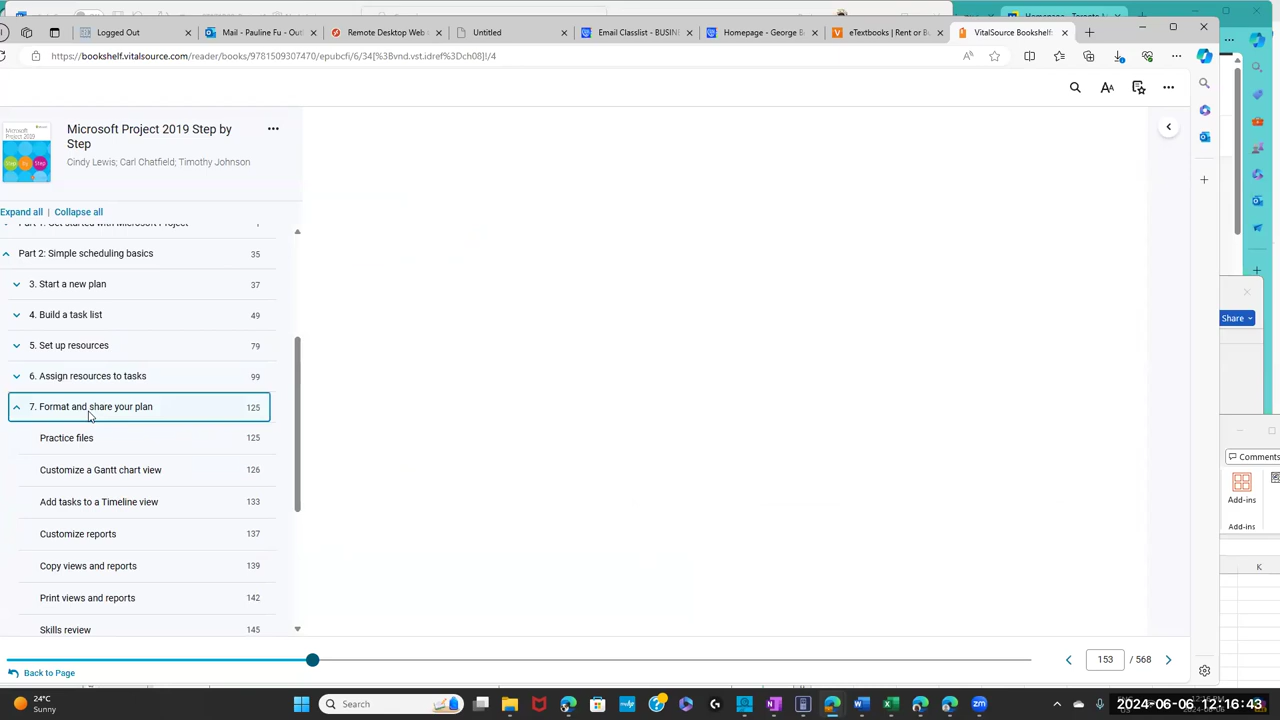 Logged Out
Mail - Pauline Fu - Out
Remote Desktop Web
Untitled
Email Classlist - BUSIN
Homepage - George B
eTextbooks | Rent or B
VitalSource Bookshelf:
https://bookshelf.vitalsource.com/reader/books/9781509307470/epubcfi/6/34[%3Bvnd.vst.idref%3Dch08]!/4
Microsoft Project 2019 Step by
Step
Cindy Lewis; Carl Chatfield; Timothy Johnson
Expand all | Collapse all
Part 1: Get started with Microsoft Project
Part 2: Simple scheduling basics 35
3. Start a new plan 37
4. Build a task list 49
5. Set up resources 79
6. Assign resources to tasks 99
7. Format and share your plan 125
Practice files 125
Customize a Gantt chart view 126
Add tasks to a Timeline view 133
Customize reports 137
Copy views and reports 139
Print views and reports 142
Skills review 145
Back to Page
153 / 568
Share
Comments
Add-ins
Add-ins
K
24°C
Sunny
Search
2024-06-06 12:16:43